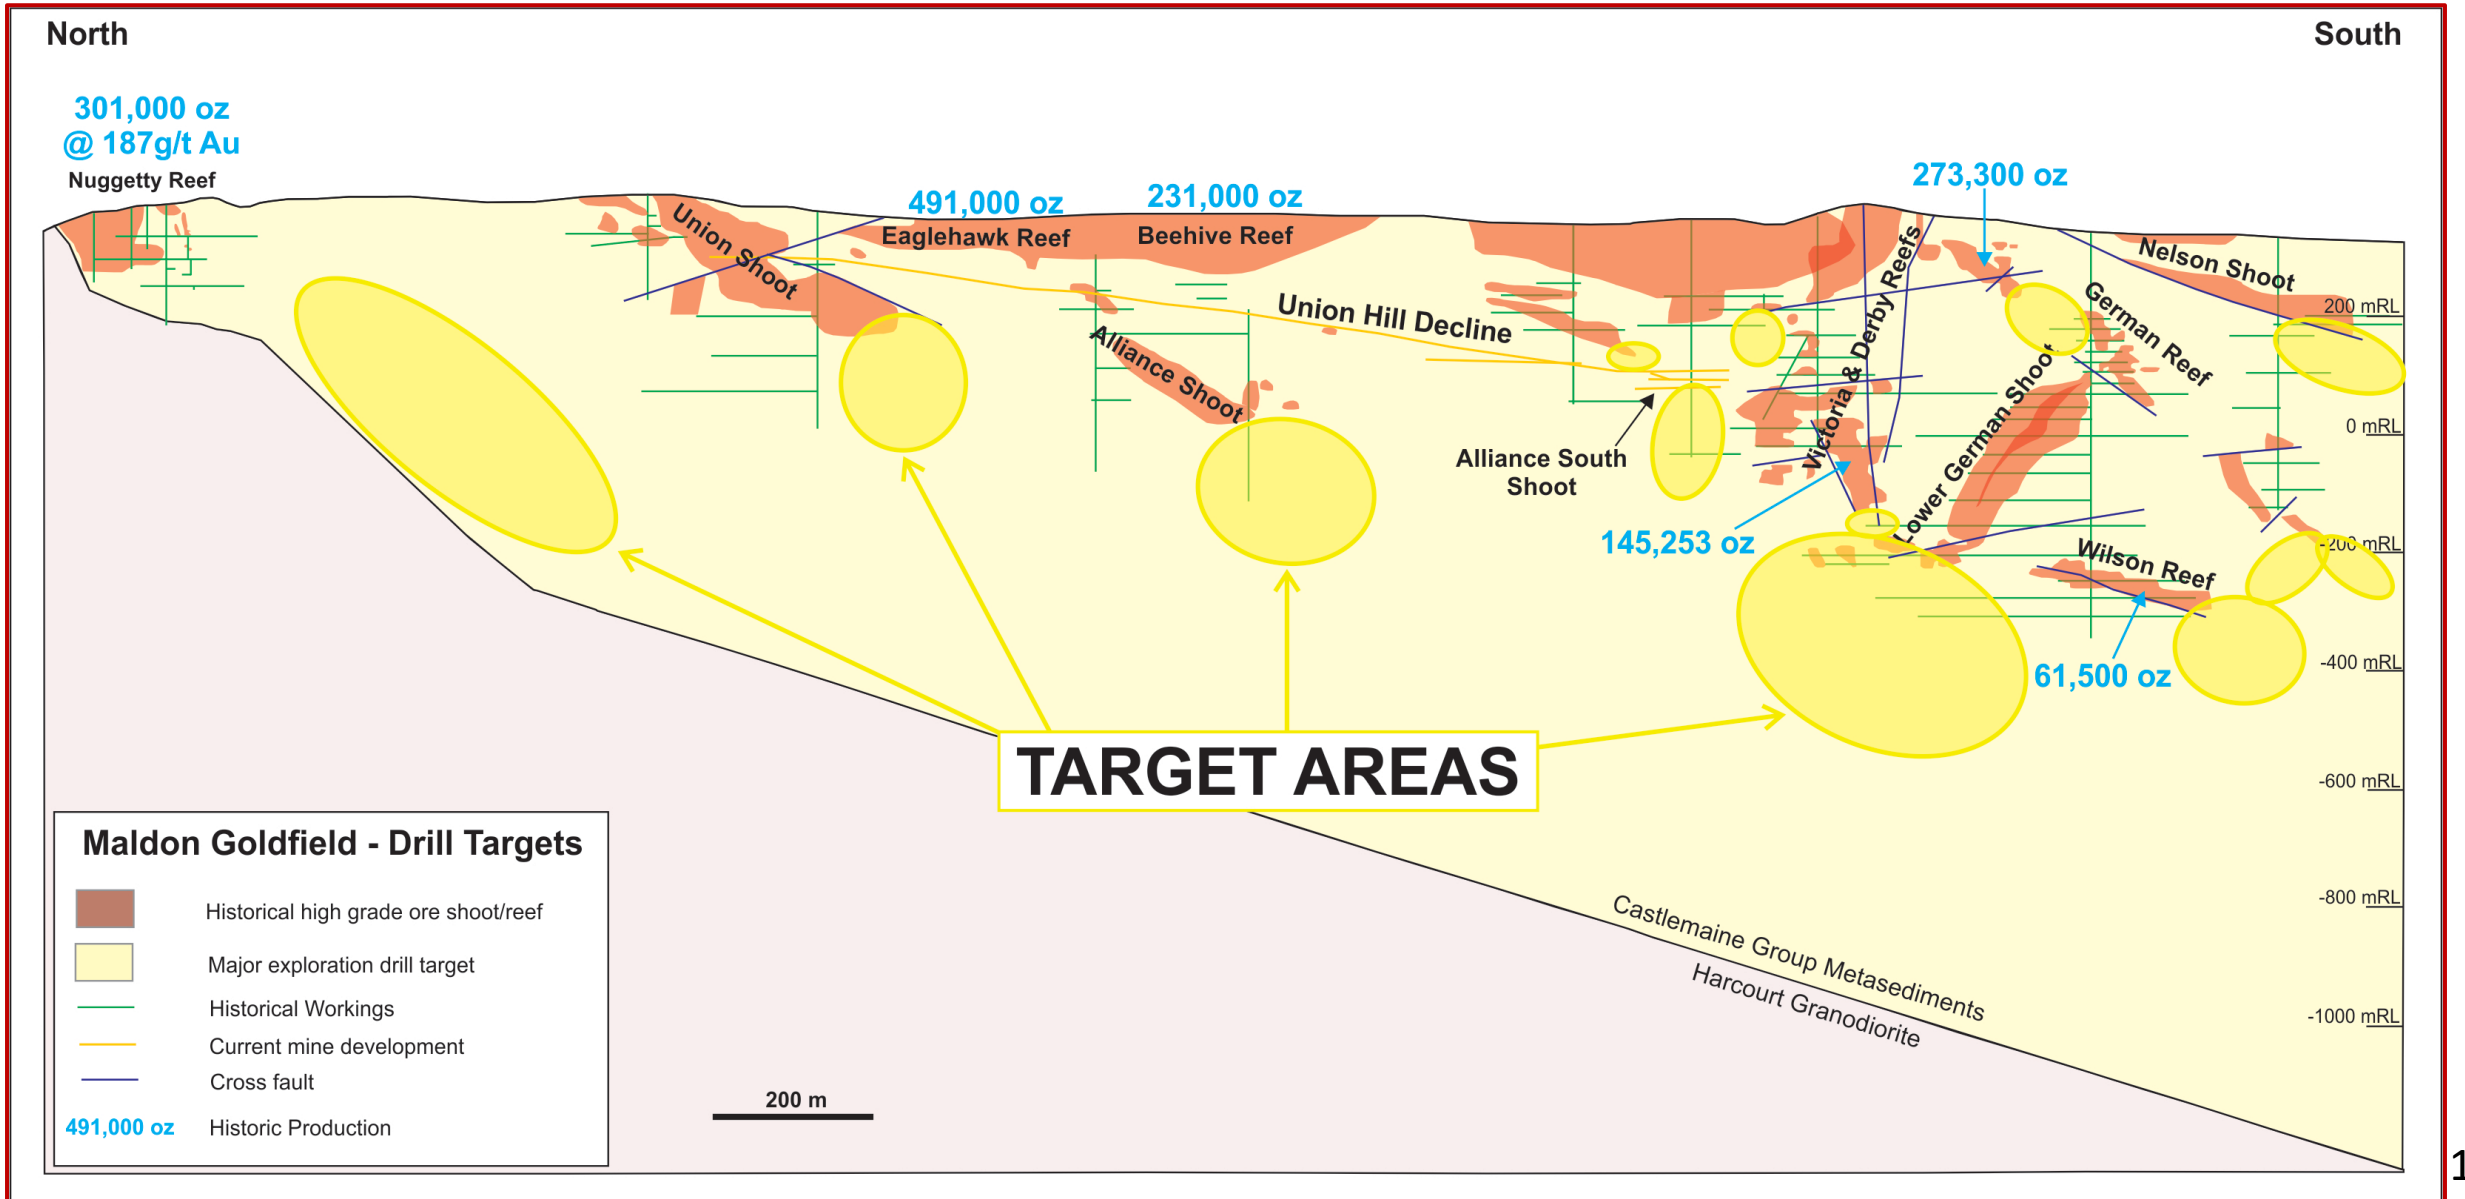 North
South
301,000 oz
@ 187g/t Au
Nuggetty Reef
491,000 oz
231,000 oz
273,300 oz
Union Shoot
Eaglehawk Reef
Beehive Reef
Union Hill Decline
Alliance Shoot
Alliance South
Shoot
Victoria & Derby Reefs
145,253 oz
Lower German Shoot
German Reef
Nelson Shoot
Wilson Reef
61,500 oz
200 mRL
0 mRL
-200 mRL
-400 mRL
-600 mRL
-800 mRL
-1000 mRL
TARGET AREAS
Castlemaine Group Metasediments
Harcourt Granodiorite
Maldon Goldfield - Drill Targets
Historical high grade ore shoot/reef
Major exploration drill target
Historical Workings
Current mine development
Cross fault
491,000 oz Historic Production
200 m
1